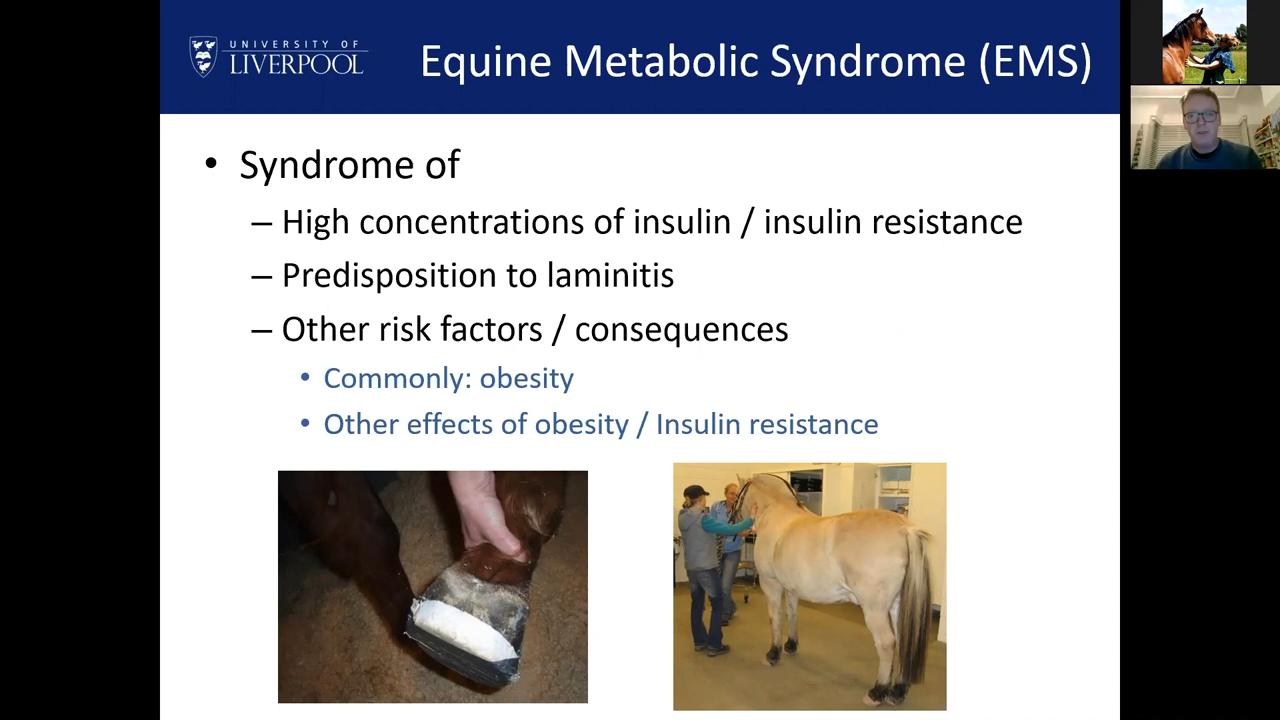 UNIVERSITY OF
LIVERPOOL
Equine Metabolic Syndrome (EMS)
• Syndrome of
– High concentrations of insulin / insulin resistance
– Predisposition to laminitis
– Other risk factors / consequences
• Commonly: obesity
• Other effects of obesity / Insulin resistance